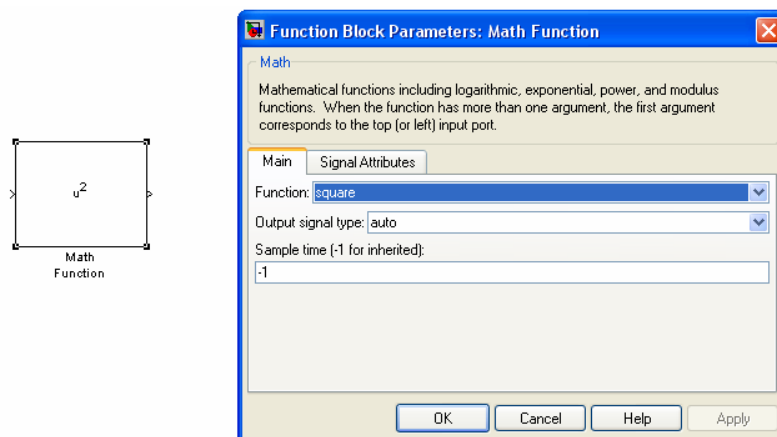 u2
Math
Function
Function Block Parameters: Math Function
Math
Mathematical functions including logarithmic, exponential, power, and modulus
functions. When the function has more than one argument, the first argument
corresponds to the top (or left) input port.
Main Signal Attributes
Function: square
Output signal type: auto
Sample time (-1 for inherited):
-1
OK Cancel Help Apply